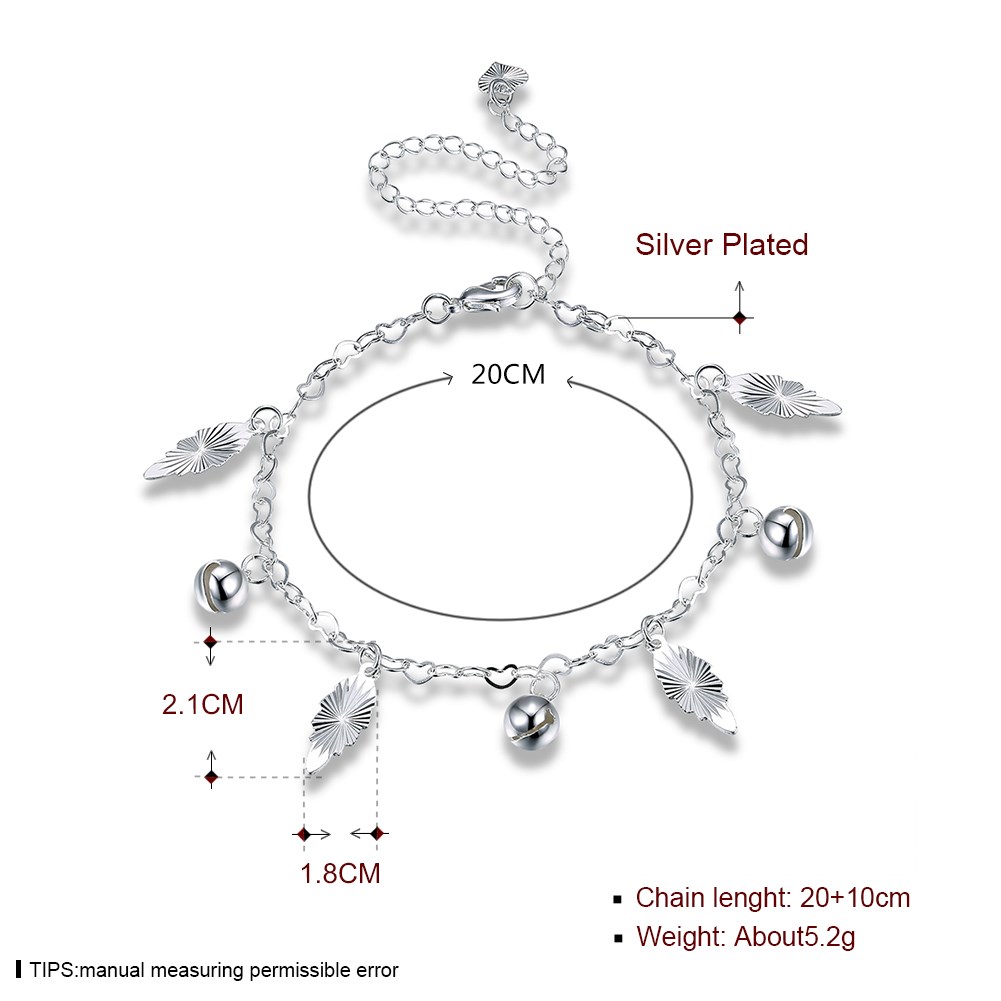 Silver Plated
20CM
2.1CM
1.8CM
Chain lenght: 20+10cm
Weight: About5.2g
TIPS:manual measuring permissible error